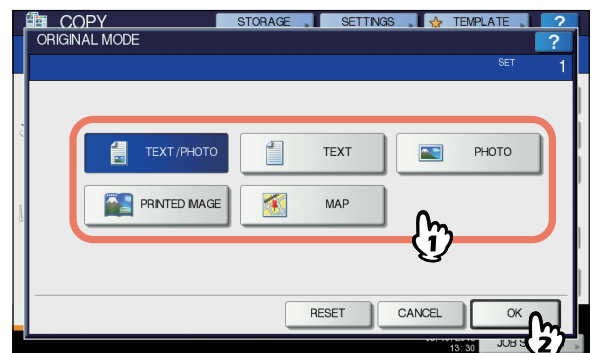 COPY STORAGE SETTINGS TEMPLATE ?
ORIGINAL MODE ?
SET 1
TEXT/PHOTO TEXT PHOTO
PRINTED IMAGE MAP
1
RESET CANCEL OK
13:30 JOB
2